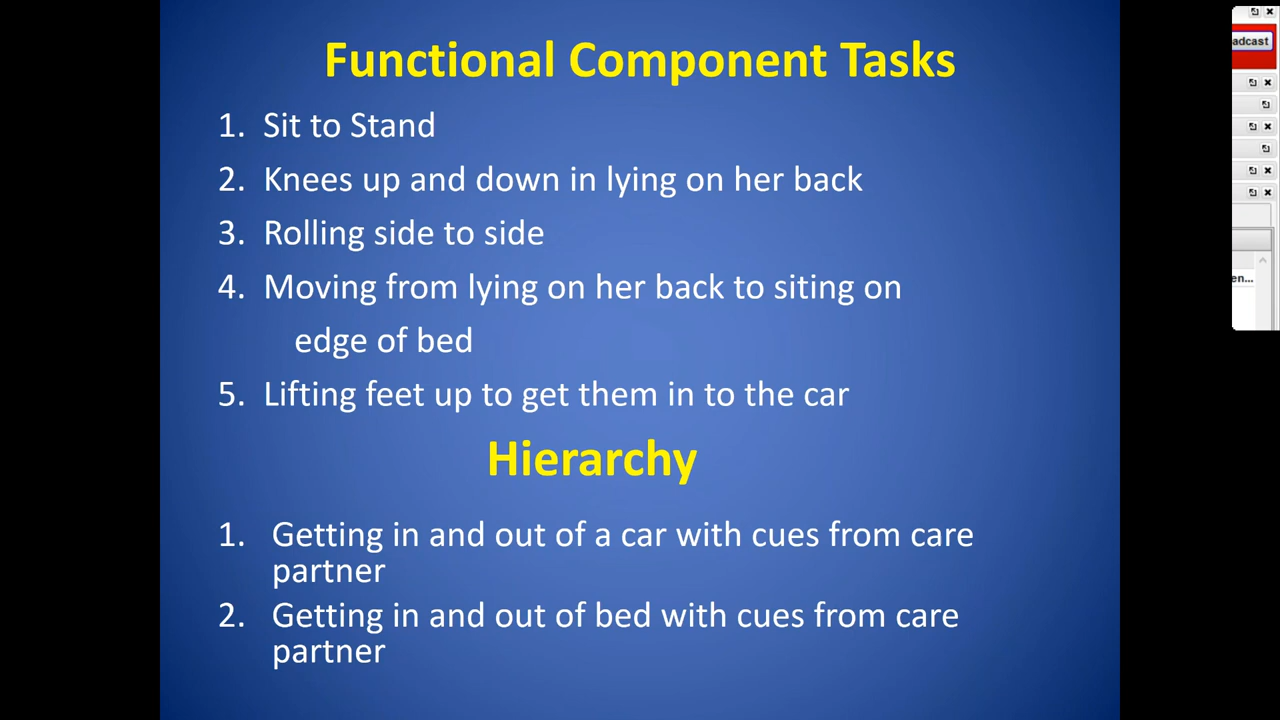 Functional Component Tasks
1. Sit to Stand
2. Knees up and down in lying on her back
3. Rolling side to side
4. Moving from lying on her back to siting on
edge of bed
5. Lifting feet up to get them in to the car
Hierarchy
1. Getting in and out of a car with cues from care
partner
2. Getting in and out of bed with cues from care
partner
adcast
en...